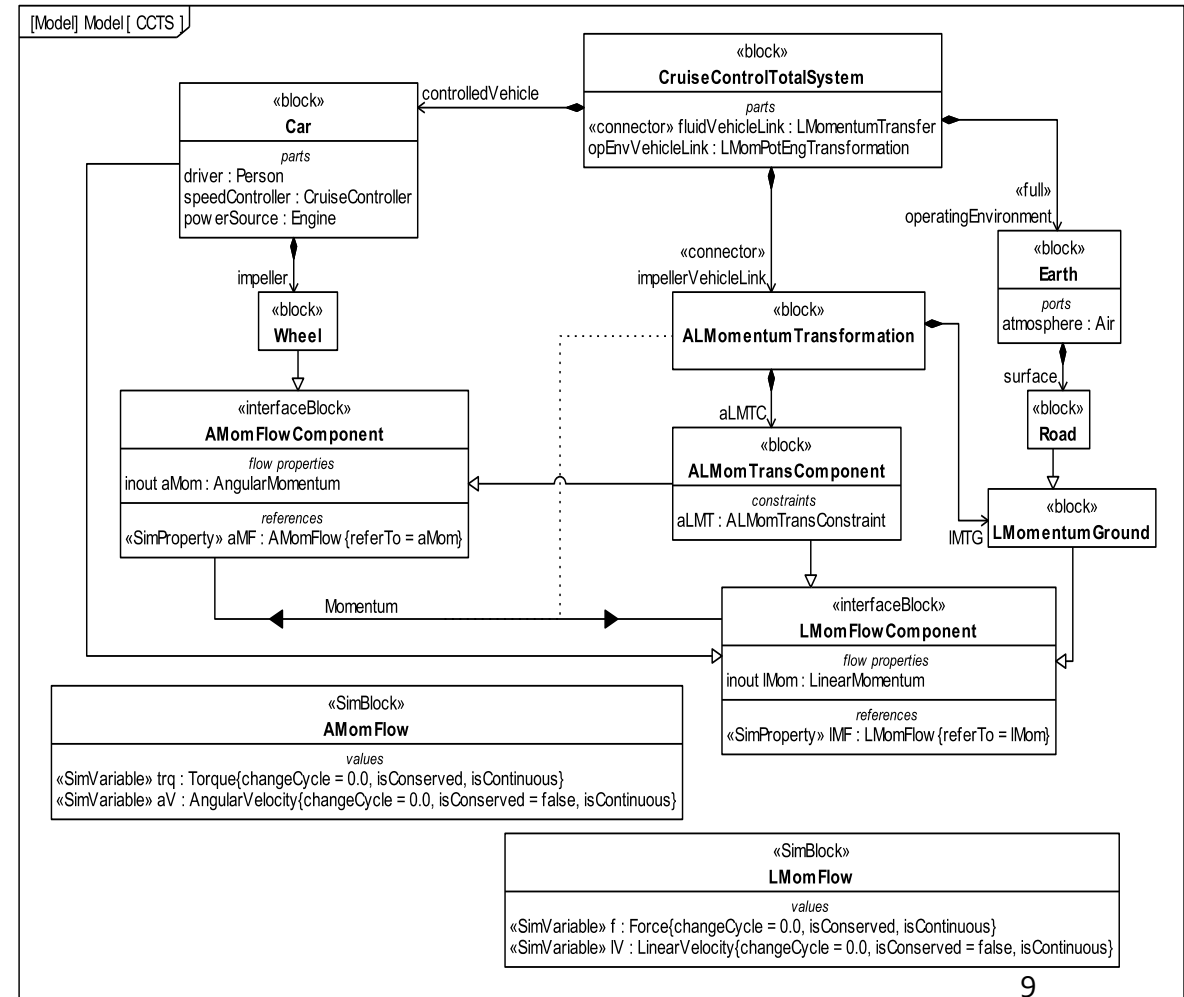 [Model] Model [ CCTS ]
«block»
CruiseControlTotalSystem
parts
«connector» fluidVehicleLink : LMomentumTransfer
opEnvVehicleLink : LMomPotEngTransformation
controlledVehicle
«block»
Car
parts
driver : Person
speedController : CruiseController
powerSource : Engine
«full»
operatingEnvironment
«connector»
impellerVehicleLink
impeller
«block»
Wheel
«block»
ALMomentumTransformation
«block»
Earth
ports
atmosphere : Air
surface
«block»
Road
aLMTC
«interfaceBlock»
AMomFlowComponent
flow properties
inout aMom : AngularMomentum
references
«SimProperty» aMF : AMomFlow{referTo = aMom}
«block»
ALMomTransComponent
constraints
aLMT : ALMomTransConstraint
lMTG
«block»
LMomentumGround
Momentum
«interfaceBlock»
LMomFlowComponent
flow properties
inout lMom : LinearMomentum
references
«SimProperty» lMF : LMomFlow{referTo = lMom}
«SimBlock»
AMomFlow
values
«SimVariable» trq : Torque{changeCycle = 0.0, isConserved, isContinuous}
«SimVariable» aV : AngularVelocity{changeCycle = 0.0, isConserved = false, isContinuous}
«SimBlock»
LMomFlow
values
«SimVariable» f : Force{changeCycle = 0.0, isConserved, isContinuous}
«SimVariable» lV : LinearVelocity{changeCycle = 0.0, isConserved = false, isContinuous}
9